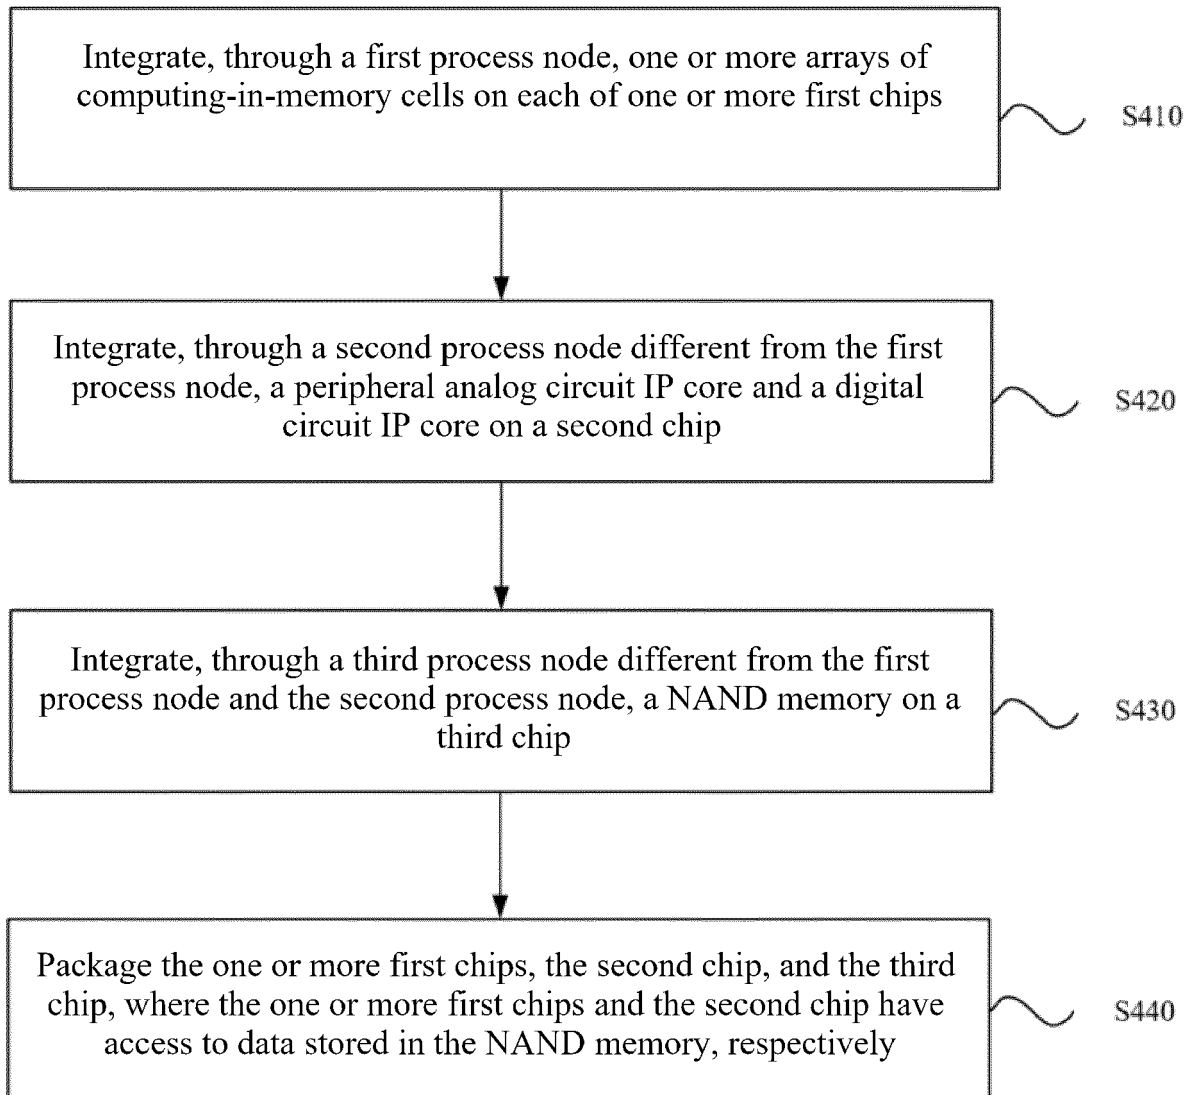 Integrate, through a first process node, one or more arrays of
computing-in-memory cells on each of one or more first chips
S410
Integrate, through a second process node different from the first
process node, a peripheral analog circuit IP core and a digital
circuit IP core on a second chip
S420
Integrate, through a third process node different from the first
process node and the second process node, a NAND memory on a
third chip
S430
Package the one or more first chips, the second chip, and the third
chip, where the one or more first chips and the second chip have
access to data stored in the NAND memory, respectively
S440